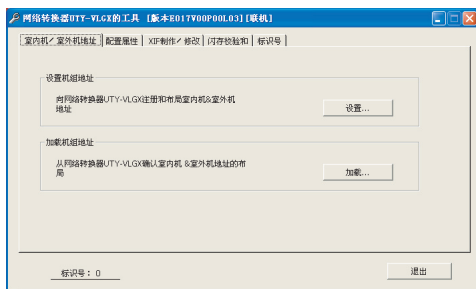 网络转换器UTY-VLGX的工具 [版本E017V00P00L03][联机]
室内机/室外机地址 配置属性 XIF制作/修改 闪存校验和 标识号
设置机组地址
向网络转换器UTY-VLGX注册和布局室内机&室外机
地址
设置...
加载机组地址
从网络转换器UTY-VLGX确认室内机 &室外机地址的布
局
加载...
标识号: 0
退出